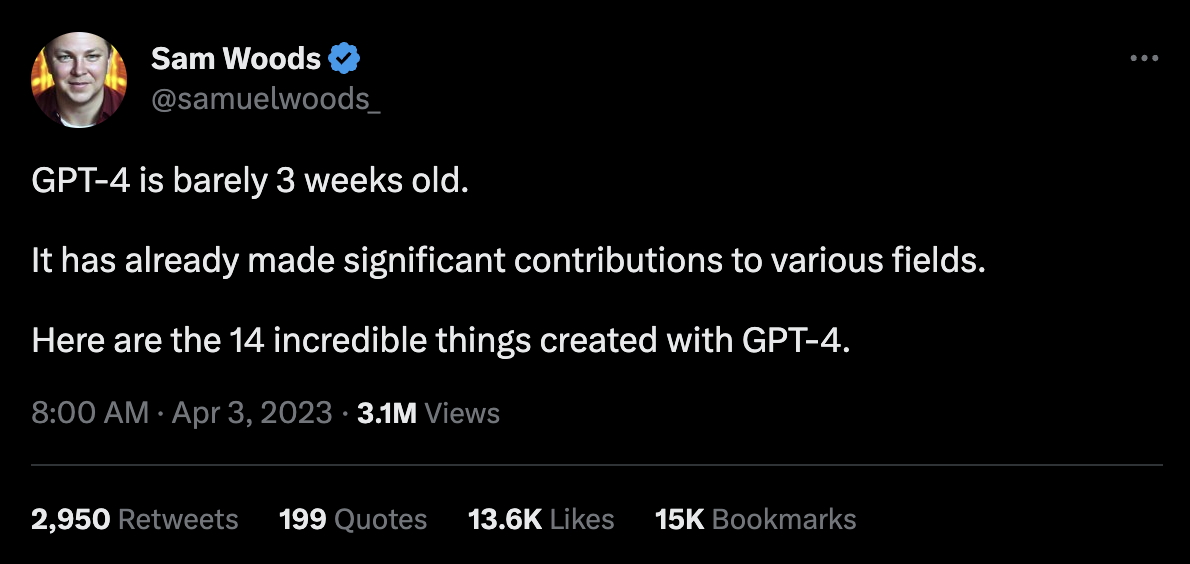 Sam Woods
@samuelwoods_
GPT-4 is barely 3 weeks old.
It has already made significant contributions to various fields.
Here are the 14 incredible things created with GPT-4.
8:00 AM · Apr 3, 2023 · 3.1M Views
2,950 Retweets 199 Quotes 13.6K Likes 15K Bookmarks